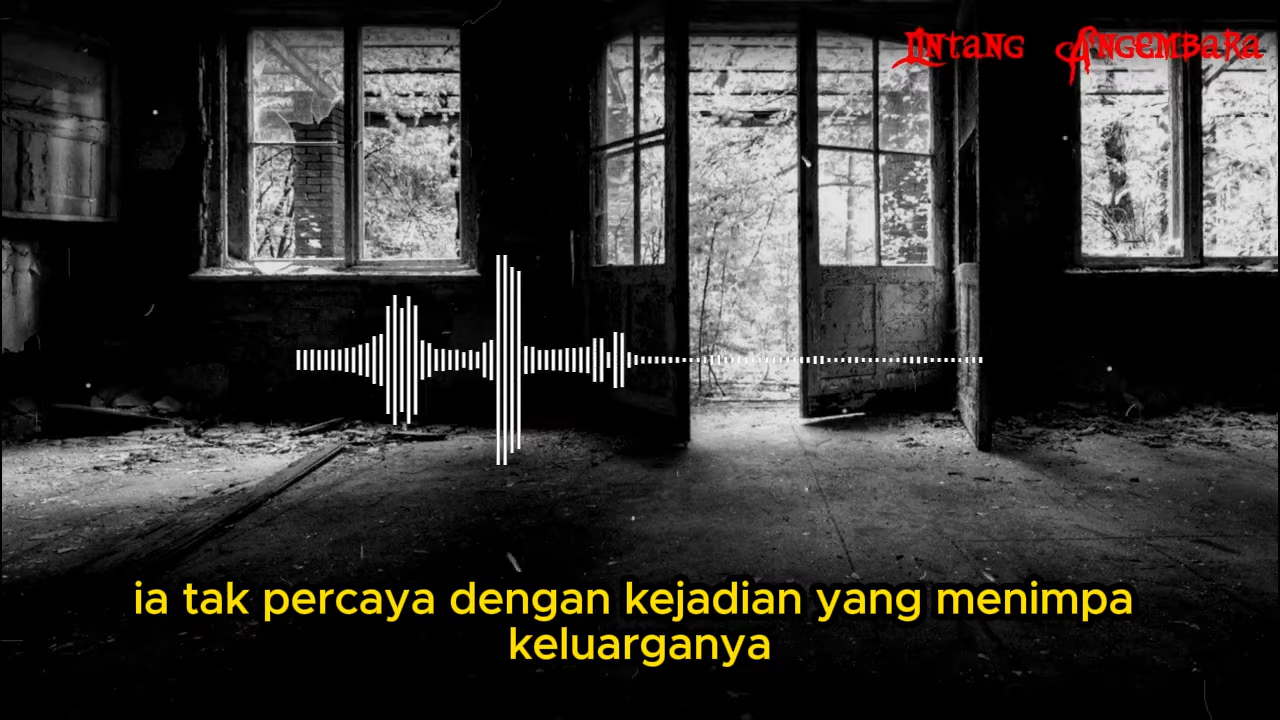 Lintang Angembara
ia tak percaya dengan kejadian yang menimpa
keluarganya